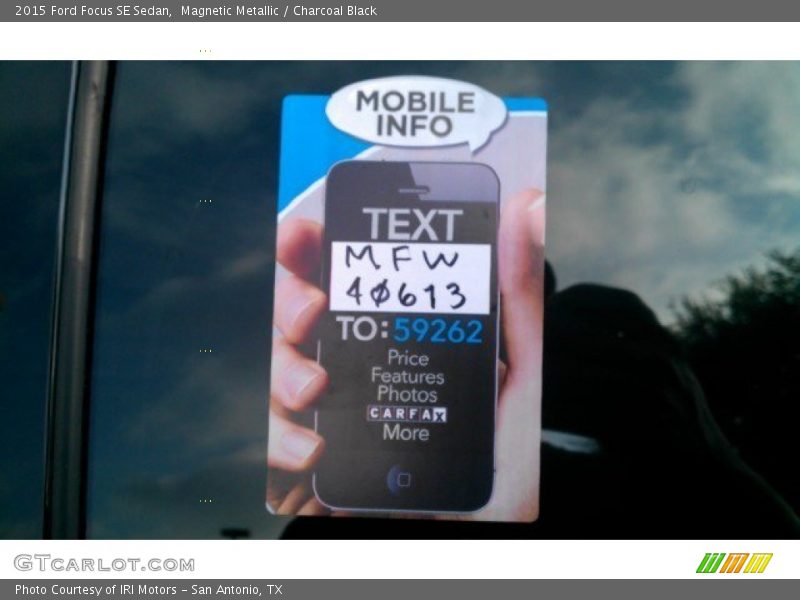 2015 Ford Focus SE Sedan,  Magnetic Metallic / Charcoal Black
MOBILE
INFO
TEXT
MFW
40613
TO: 59262
Price
Features
Photos
CARFAX
More
GTCARLOT.COM
Photo Courtesy of IRI Motors - San Antonio, TX